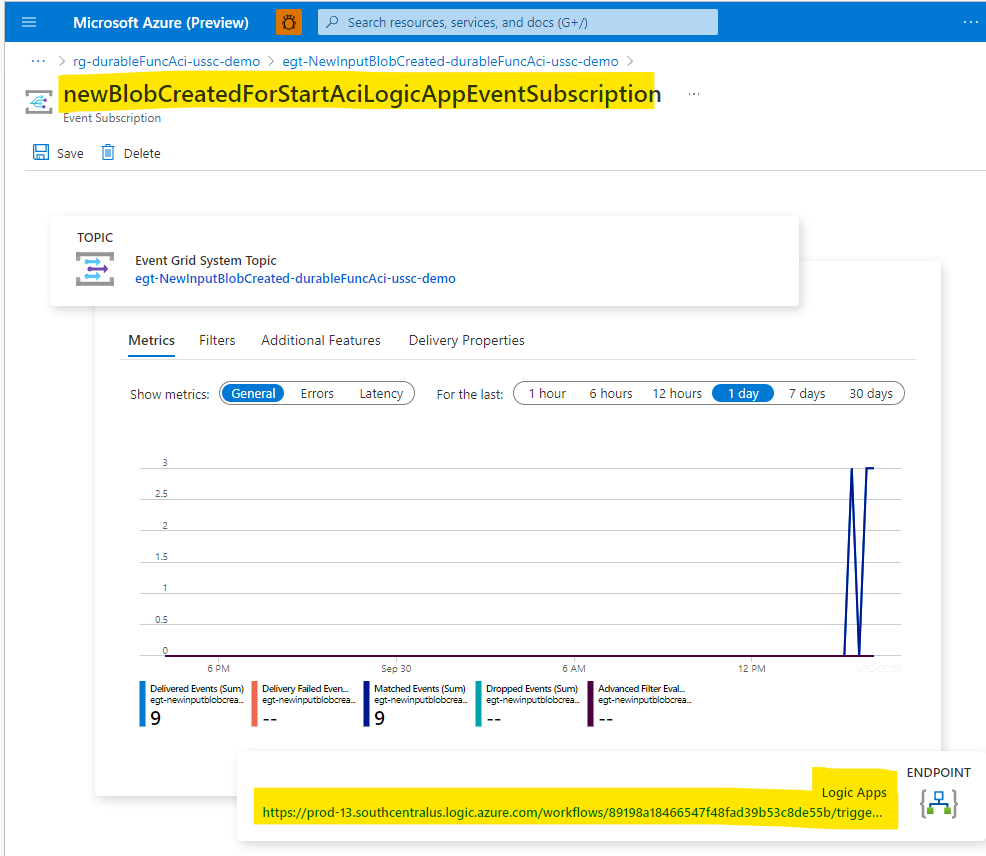 Microsoft Azure (Preview)
Search resources, services, and docs (G+/)
...
... > rg-durableFuncAci-ussc-demo > egt-NewInputBlobCreated-durableFuncAci-ussc-demo >
newBlobCreatedForStartAciLogicAppEventSubscription ...
Event Subscription
Save Delete
TOPIC
Event Grid System Topic
egt-NewInputBlobCreated-durableFuncAci-ussc-demo
Metrics Filters Additional Features Delivery Properties
Show metrics: General Errors Latency For the last: 1 hour 6 hours 12 hours 1 day 7 days 30 days
3
2.5
2
1.5
1
0.5
0
6 PM Sep 30 6 AM 12 PM UTC-05:00
Delivered Events (Sum) Delivery Failed Even... Matched Events (Sum) Dropped Events (Sum) Advanced Filter Eval...
egt-newinputblobcrea... egt-newinputblobcrea... egt-newinputblobcrea... egt-newinputblobcrea... egt-newinputblobcrea...
9 -- 9 -- --
ENDPOINT
Logic Apps
https://prod-13.southcentralus.logic.azure.com/workflows/89198a18466547f48fad39b53c8de55b/trigge...